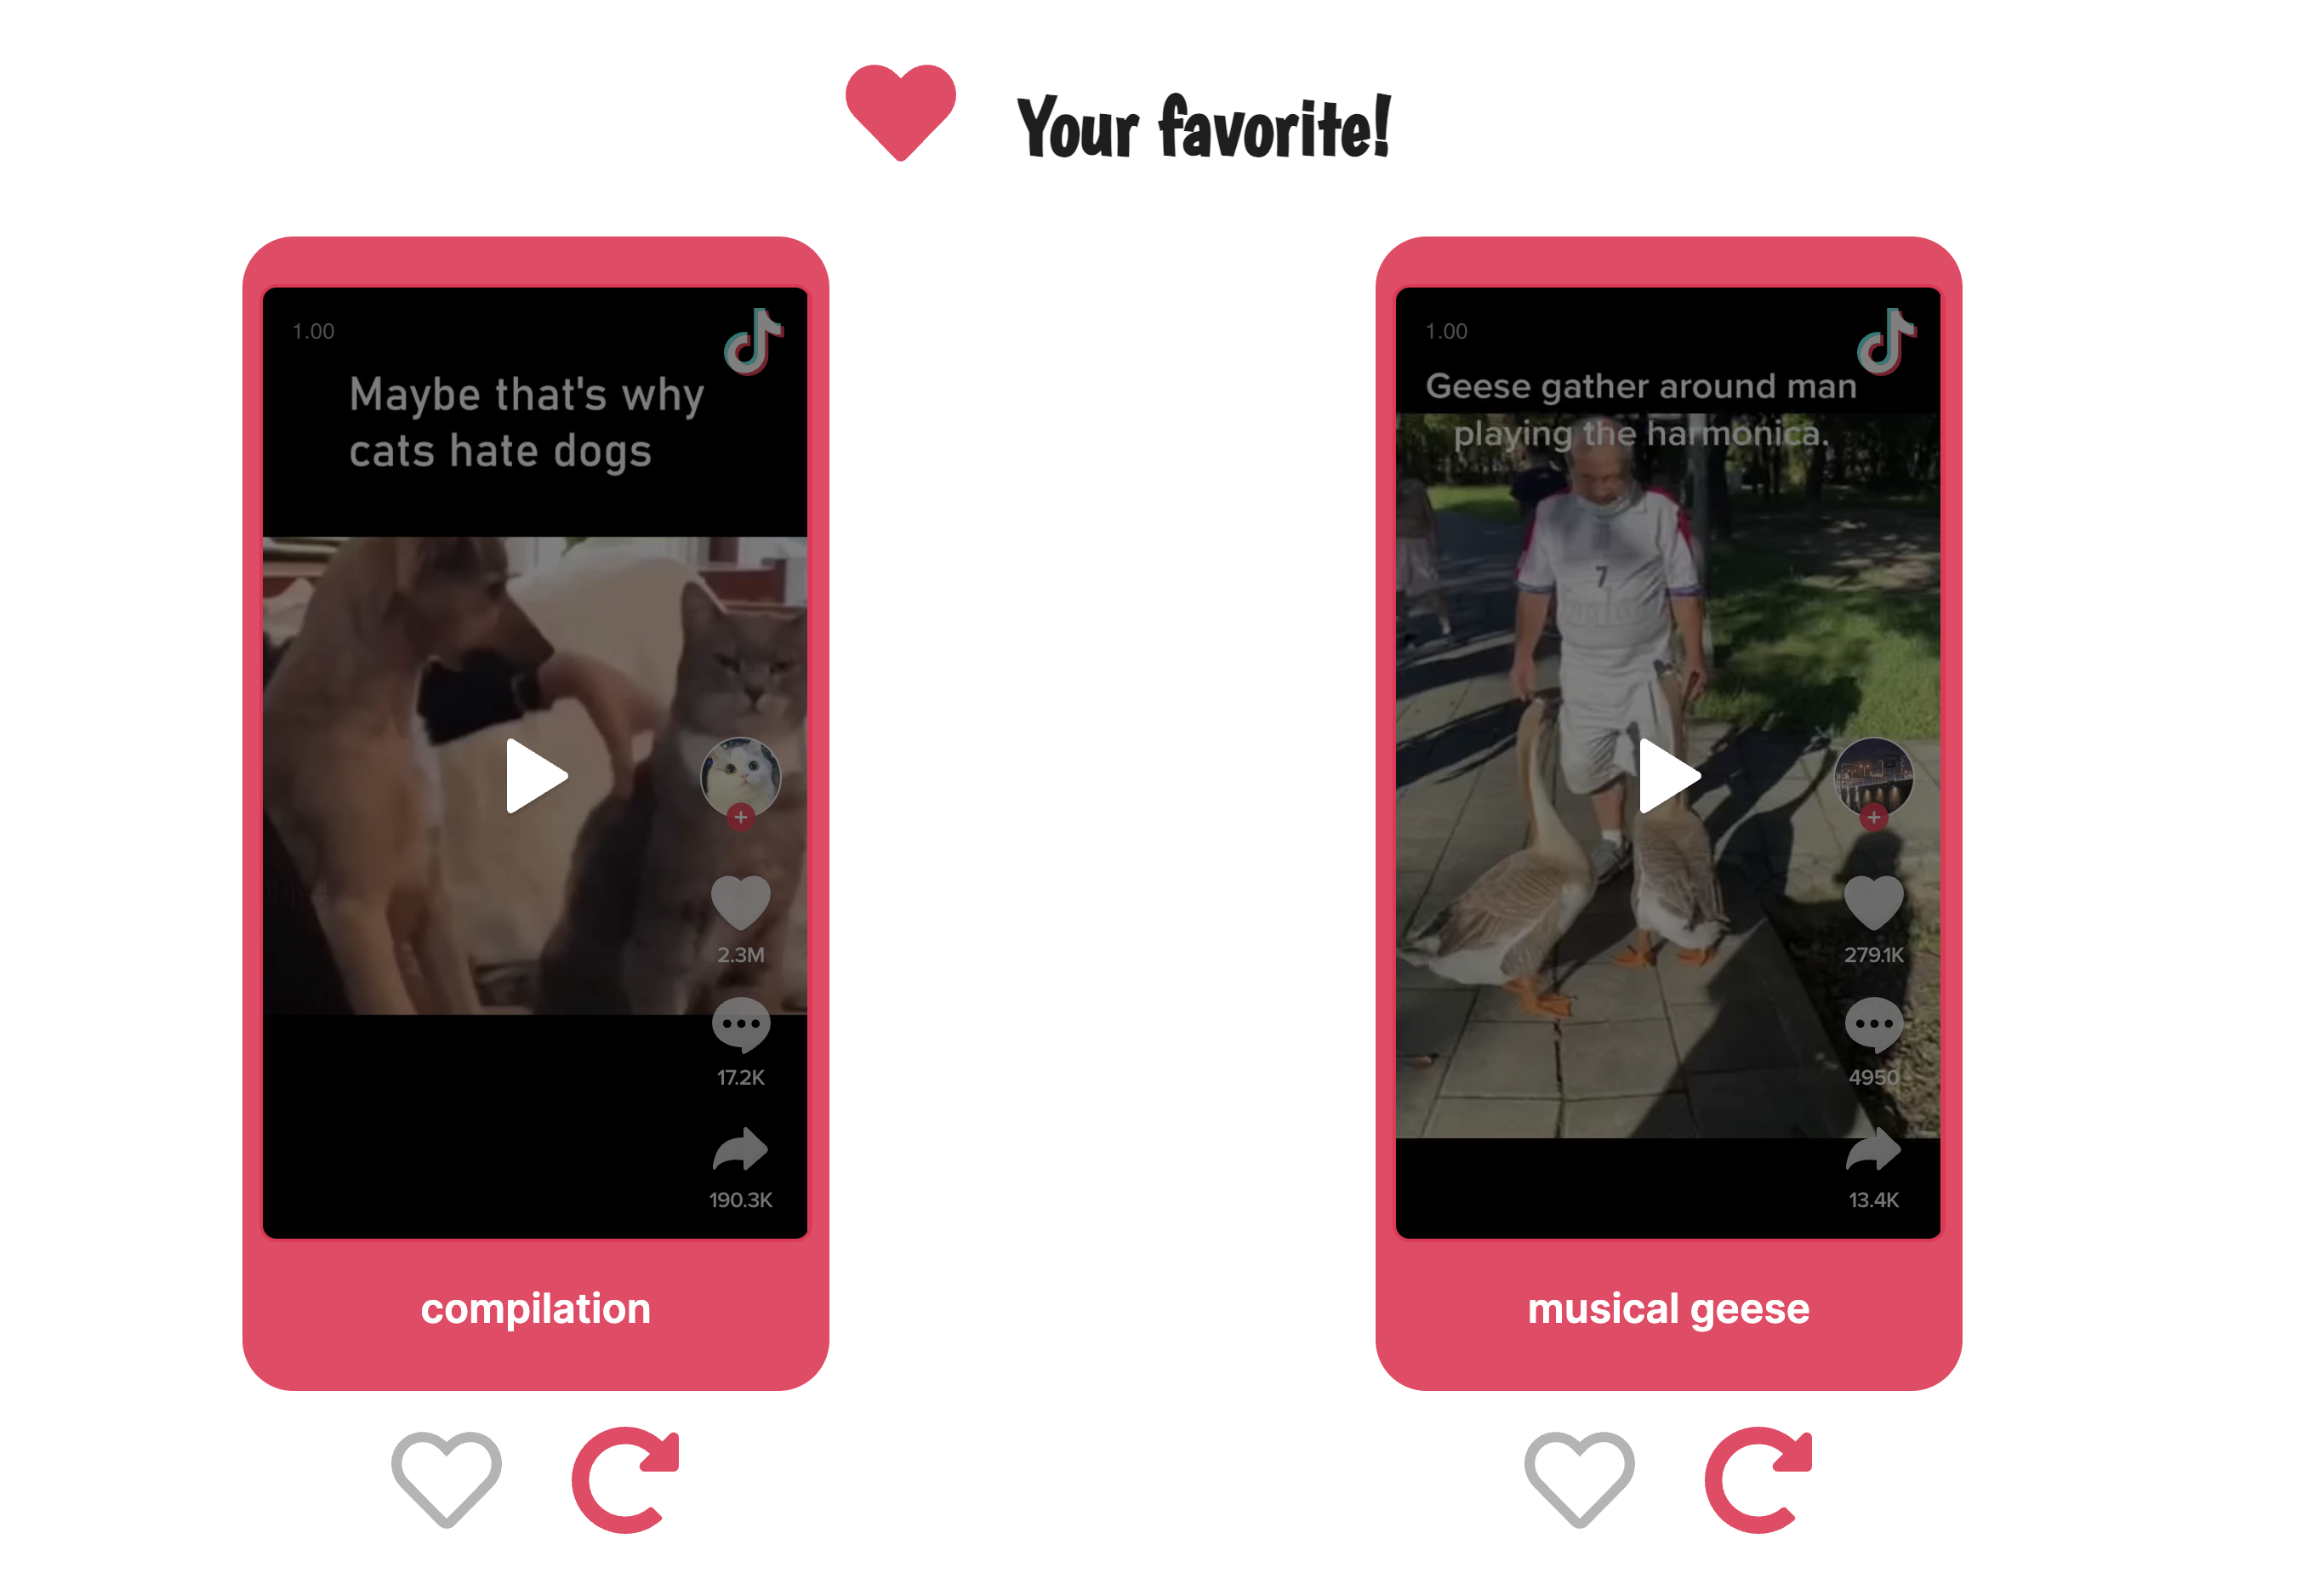 Your favorite!
1.00
Maybe that's why
cats hate dogs
2.3M
17.2K
190.3K
compilation
1.00
Geese gather around man
playing the harmonica.
7
279.1K
4950
13.4K
musical geese